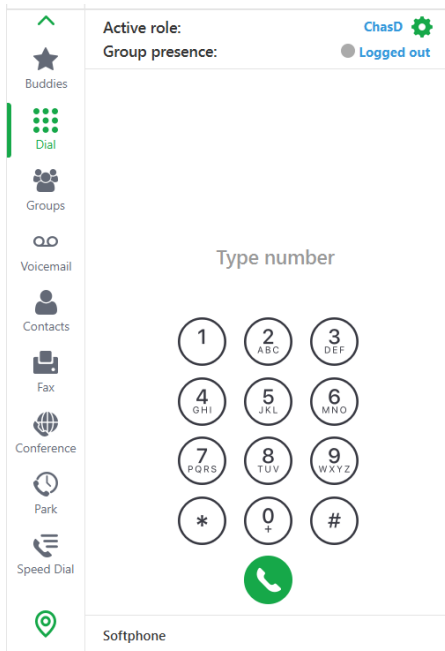 Active role: ChasD
Group presence: Logged out
Buddies
Dial
Groups
Voicemail
Contacts
Fax
Conference
Park
Speed Dial
Type number
1 2 3
ABC DEF
4 5 6
GHI JKL MNO
7 8 9
PQRS TUV WXYZ
* 0 #
+
Softphone